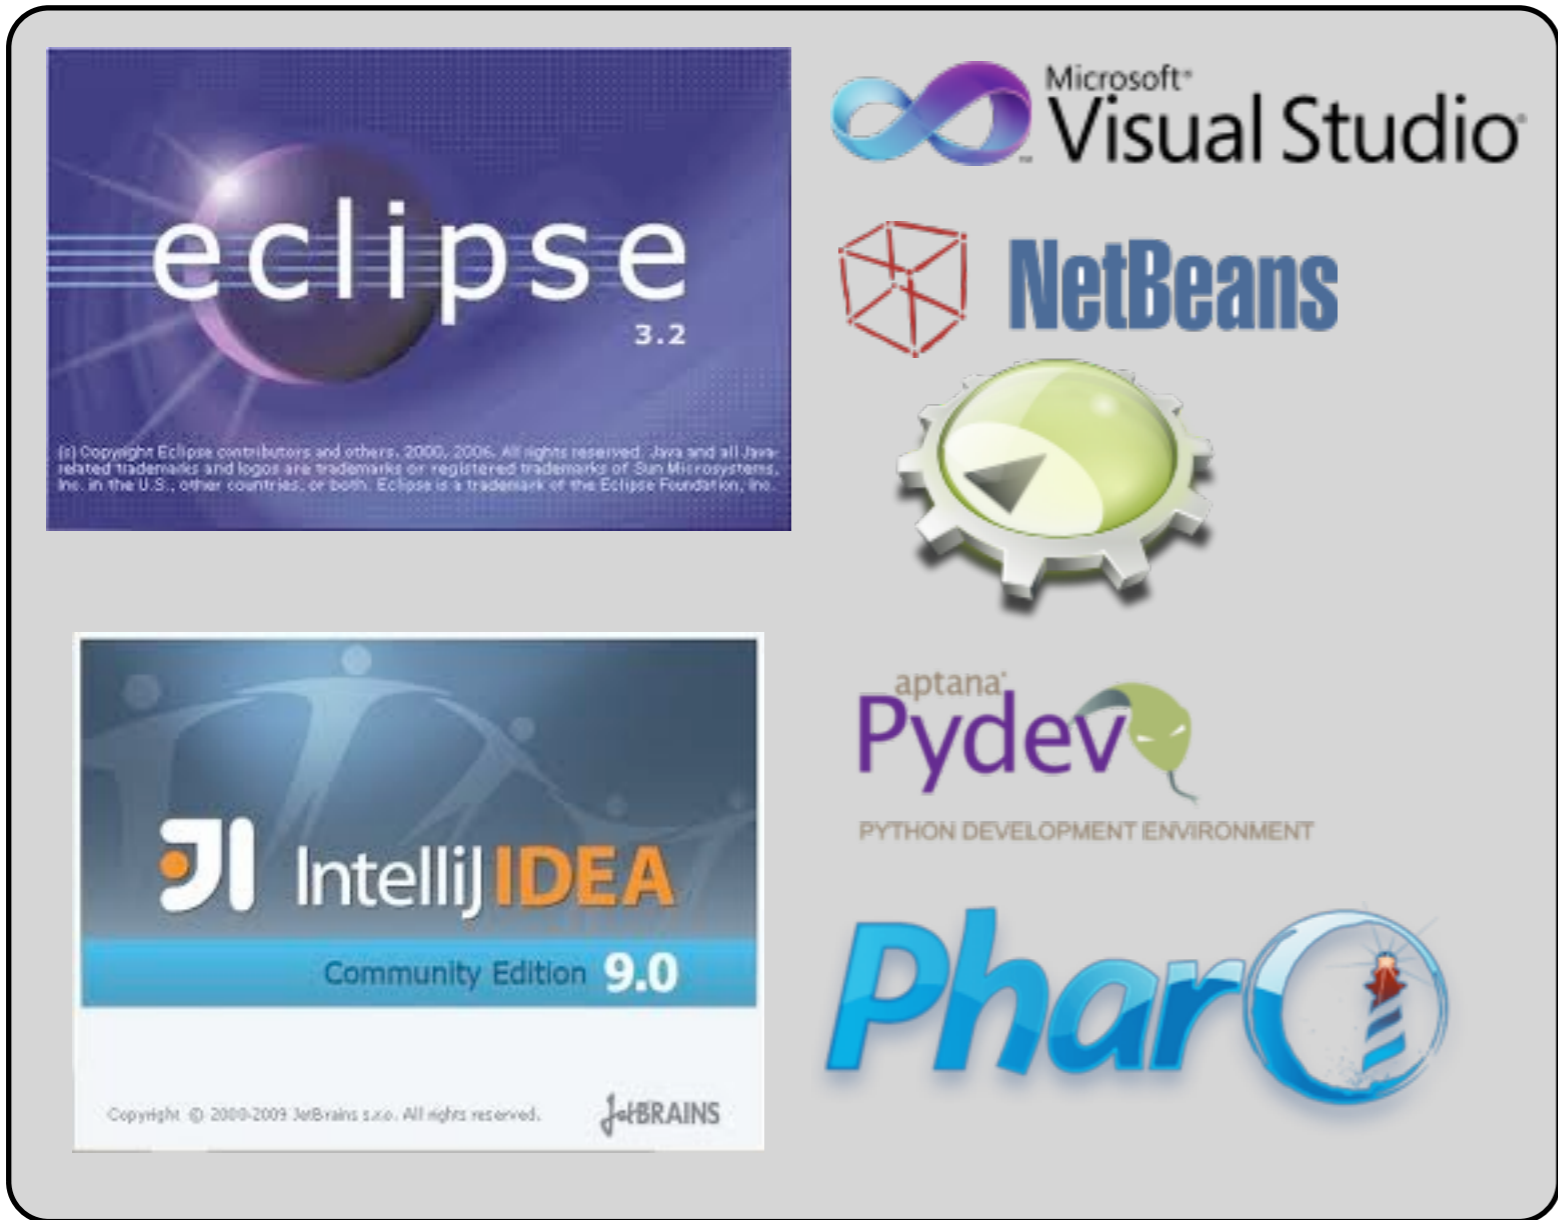 eclipse
3.2
(c) Copyright Eclipse contributors and others, 2000, 2006. All rights reserved. Java and all Java-
related trademarks and logos are trademarks or registered trademarks of Sun Microsystems,
Inc. in the U.S., other countries, or both. Eclipse is a trademark of the Eclipse Foundation, Inc.
Microsoft®
Visual Studio®
™
NetBeans
JI IntelliJ IDEA
Community Edition 9.0
Copyright © 2000-2009 JetBrains s.r.o. All rights reserved.
JetBRAINS
aptana®
Pydev
PYTHON DEVELOPMENT ENVIRONMENT
Pharo